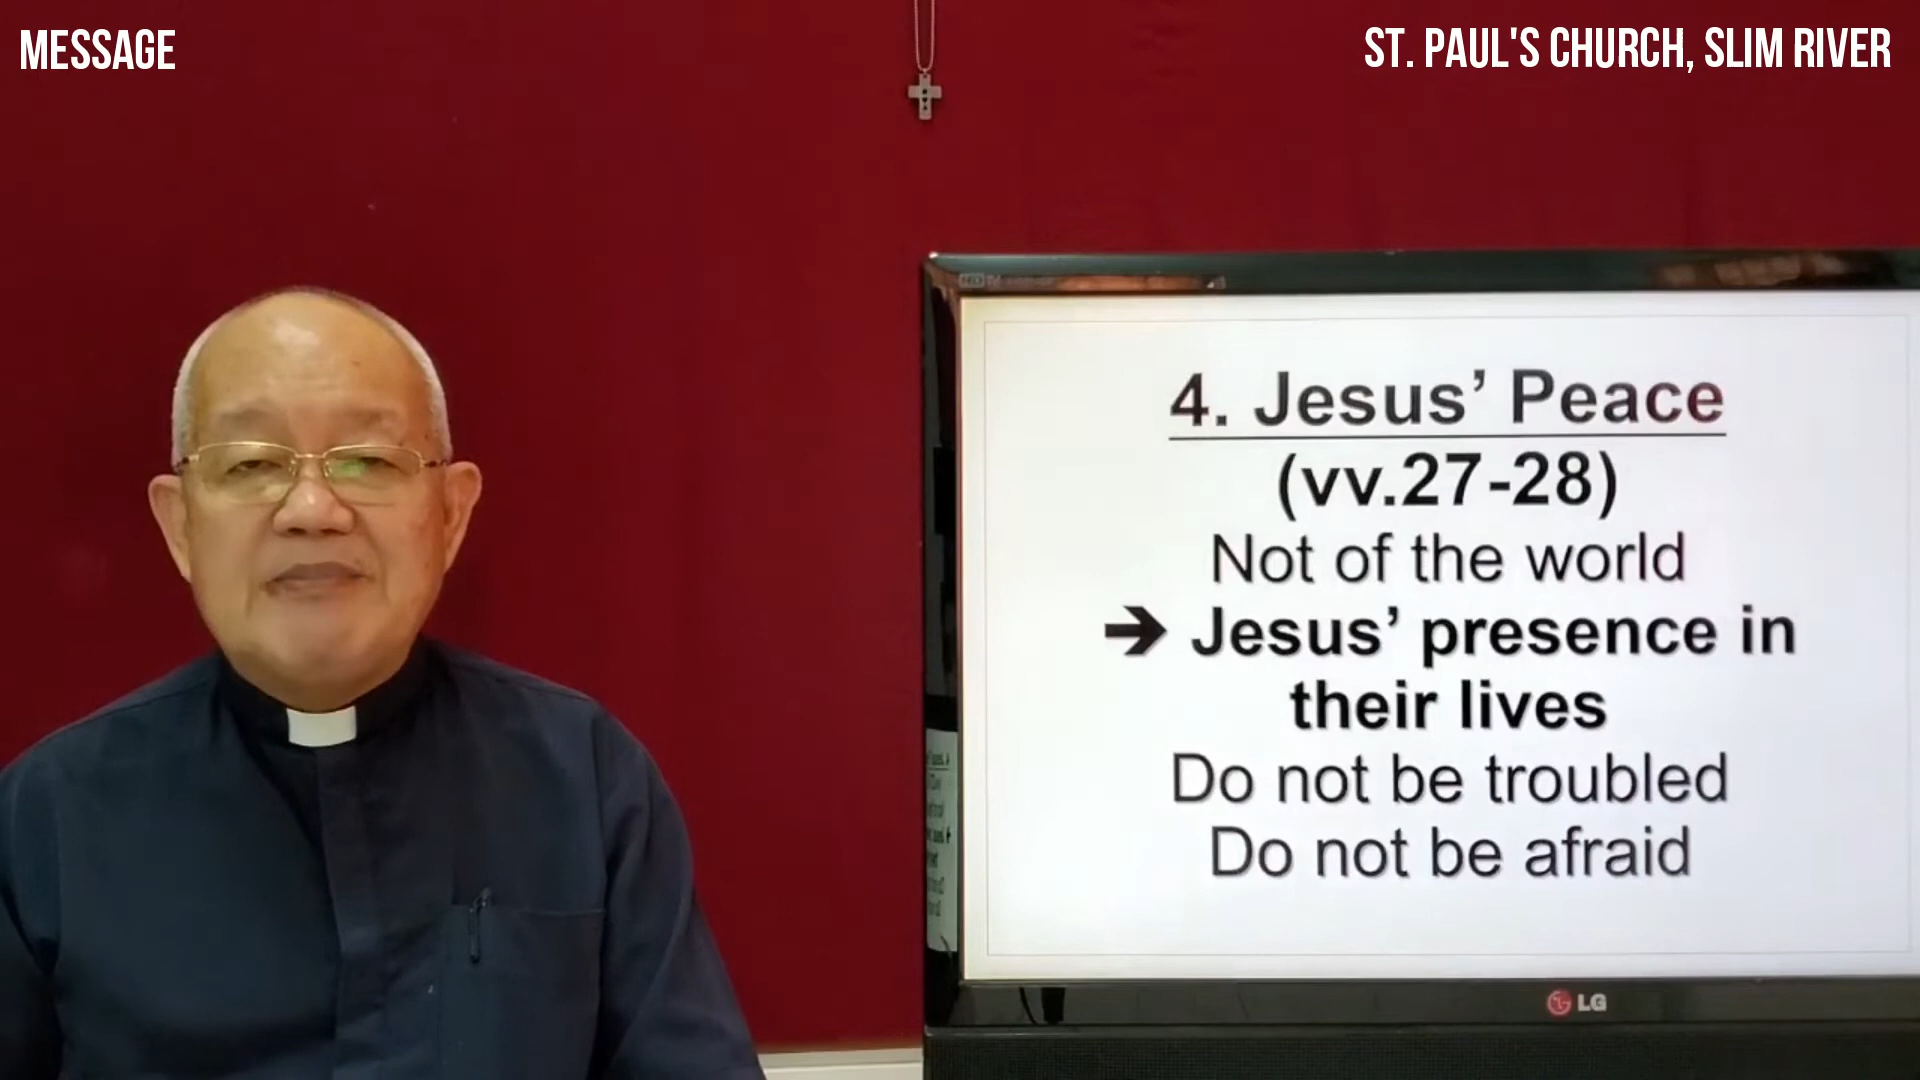 MESSAGE
ST. PAUL'S CHURCH, SLIM RIVER
4. Jesus’ Peace
(vv.27-28)
Not of the world
➔ Jesus’ presence in
their lives
Do not be troubled
Do not be afraid
LG